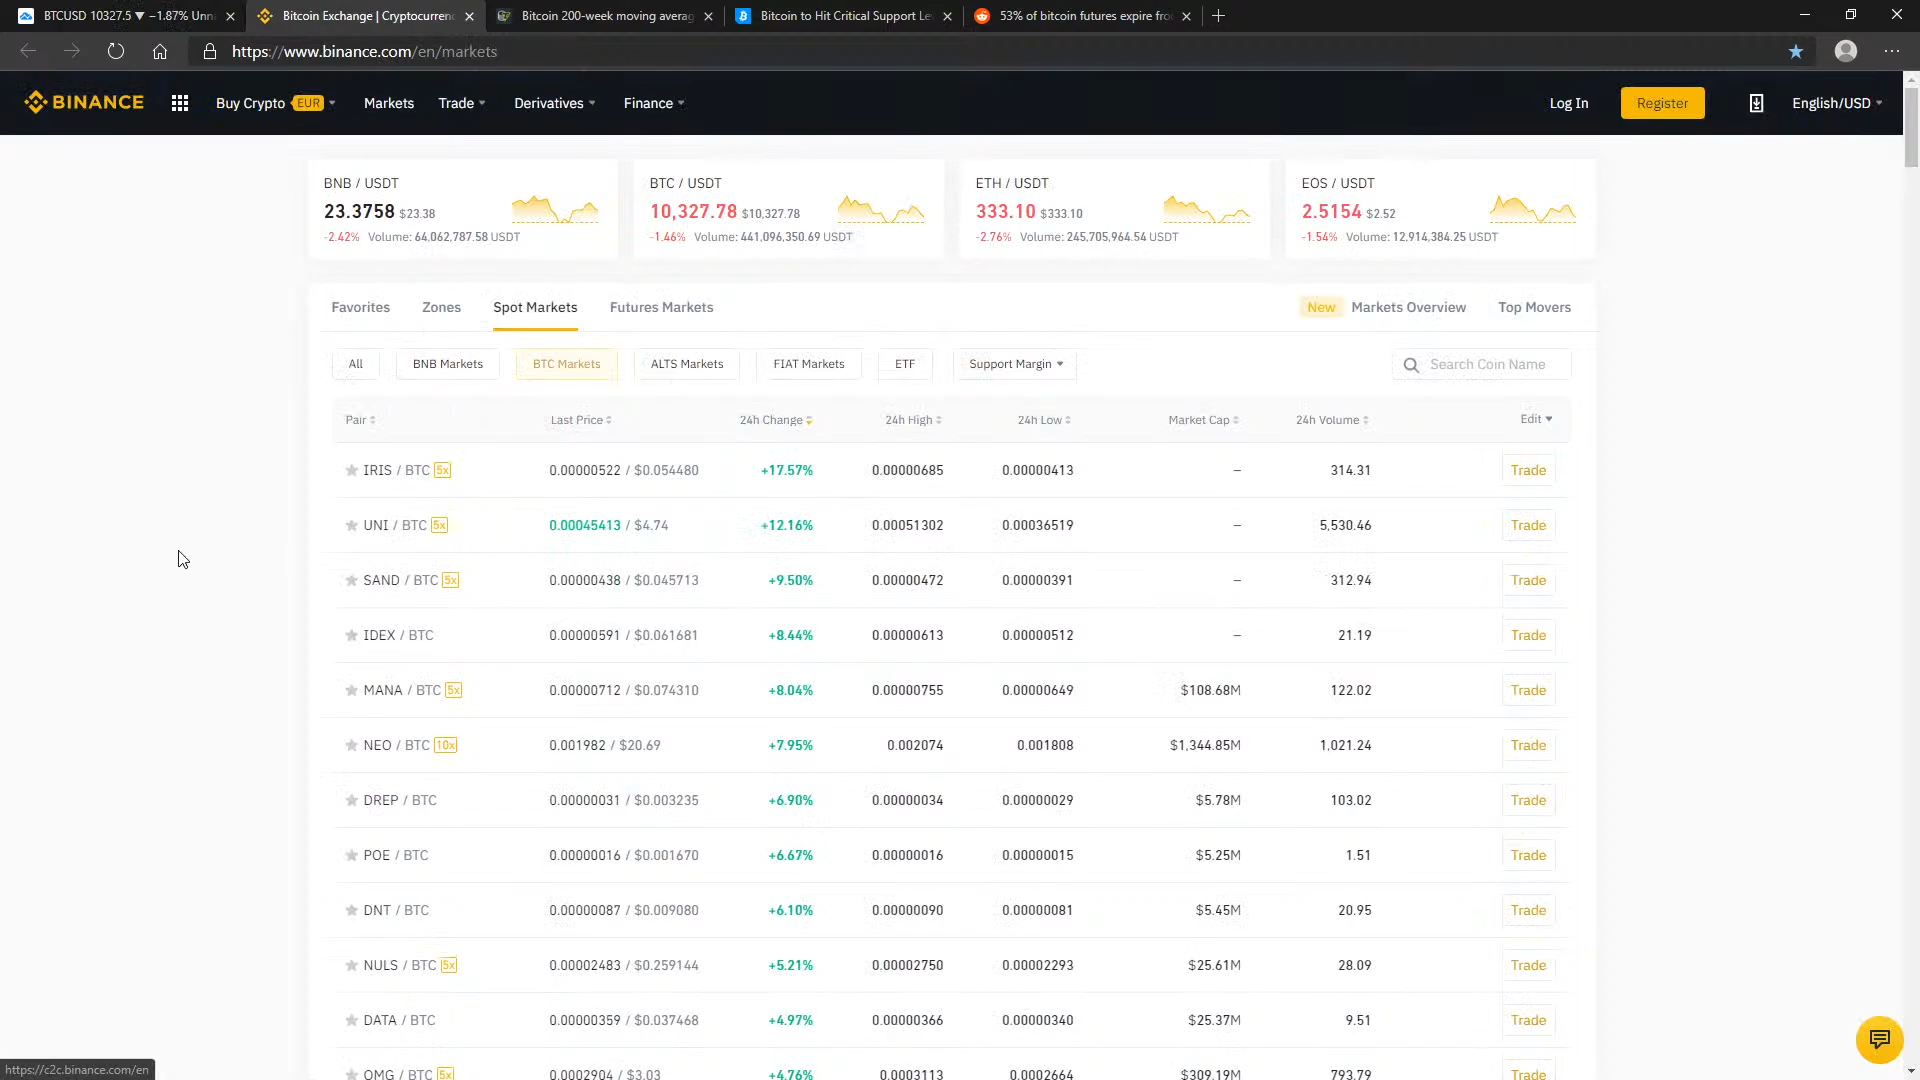 BTCUSD 10327.5 ▼ −1.87% Unna
Bitcoin Exchange | Cryptocurrenc
Bitcoin 200-week moving averag
Bitcoin to Hit Critical Support Le
53% of bitcoin futures expire fro
https://www.binance.com/en/markets
BINANCE Buy Crypto EUR Markets Trade Derivatives Finance Log In Register English/USD
BNB / USDT
23.3758 $23.38
-2.42% Volume: 64,062,787.58 USDT
BTC / USDT
10,327.78 $10,327.78
-1.46% Volume: 441,096,350.69 USDT
ETH / USDT
333.10 $333.10
-2.76% Volume: 245,705,964.54 USDT
EOS / USDT
2.5154 $2.52
-1.54% Volume: 12,914,384.25 USDT
Favorites Zones Spot Markets Futures Markets New Markets Overview Top Movers
All BNB Markets BTC Markets ALTS Markets FIAT Markets ETF Support Margin Search Coin Name
Pair Last Price 24h Change 24h High 24h Low Market Cap 24h Volume Edit
IRIS / BTC 5x 0.00000522 / $0.054480 +17.57% 0.00000685 0.00000413 – 314.31 Trade
UNI / BTC 5x 0.00045413 / $4.74 +12.16% 0.00051302 0.00036519 – 5,530.46 Trade
SAND / BTC 5x 0.00000438 / $0.045713 +9.50% 0.00000472 0.00000391 – 312.94 Trade
IDEX / BTC 0.00000591 / $0.061681 +8.44% 0.00000613 0.00000512 – 21.19 Trade
MANA / BTC 5x 0.00000712 / $0.074310 +8.04% 0.00000755 0.00000649 $108.68M 122.02 Trade
NEO / BTC 10x 0.001982 / $20.69 +7.95% 0.002074 0.001808 $1,344.85M 1,021.24 Trade
DREP / BTC 0.00000031 / $0.003235 +6.90% 0.00000034 0.00000029 $5.78M 103.02 Trade
POE / BTC 0.00000016 / $0.001670 +6.67% 0.00000016 0.00000015 $5.25M 1.51 Trade
DNT / BTC 0.00000087 / $0.009080 +6.10% 0.00000090 0.00000081 $5.45M 20.95 Trade
NULS / BTC 5x 0.00002483 / $0.259144 +5.21% 0.00002750 0.00002293 $25.61M 28.09 Trade
DATA / BTC 0.00000359 / $0.037468 +4.97% 0.00000366 0.00000340 $25.37M 9.51 Trade
OMG / BTC 5x 0.0002904 / $3.03 +4.76% 0.0003113 0.0002664 $309.19M 793.79 Trade
https://c2c.binance.com/en